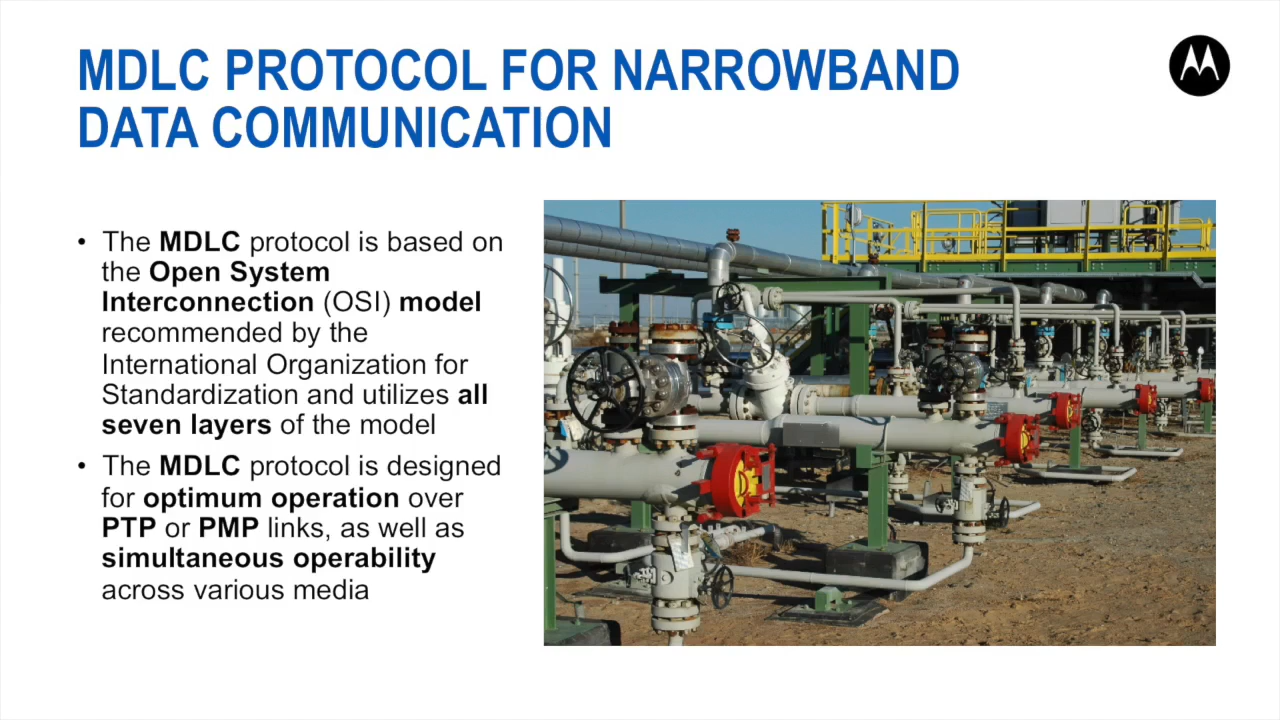 MDLC PROTOCOL FOR NARROWBAND
DATA COMMUNICATION
• The MDLC protocol is based on
the Open System
Interconnection (OSI) model
recommended by the
International Organization for
Standardization and utilizes all
seven layers of the model
• The MDLC protocol is designed
for optimum operation over
PTP or PMP links, as well as
simultaneous operability
across various media